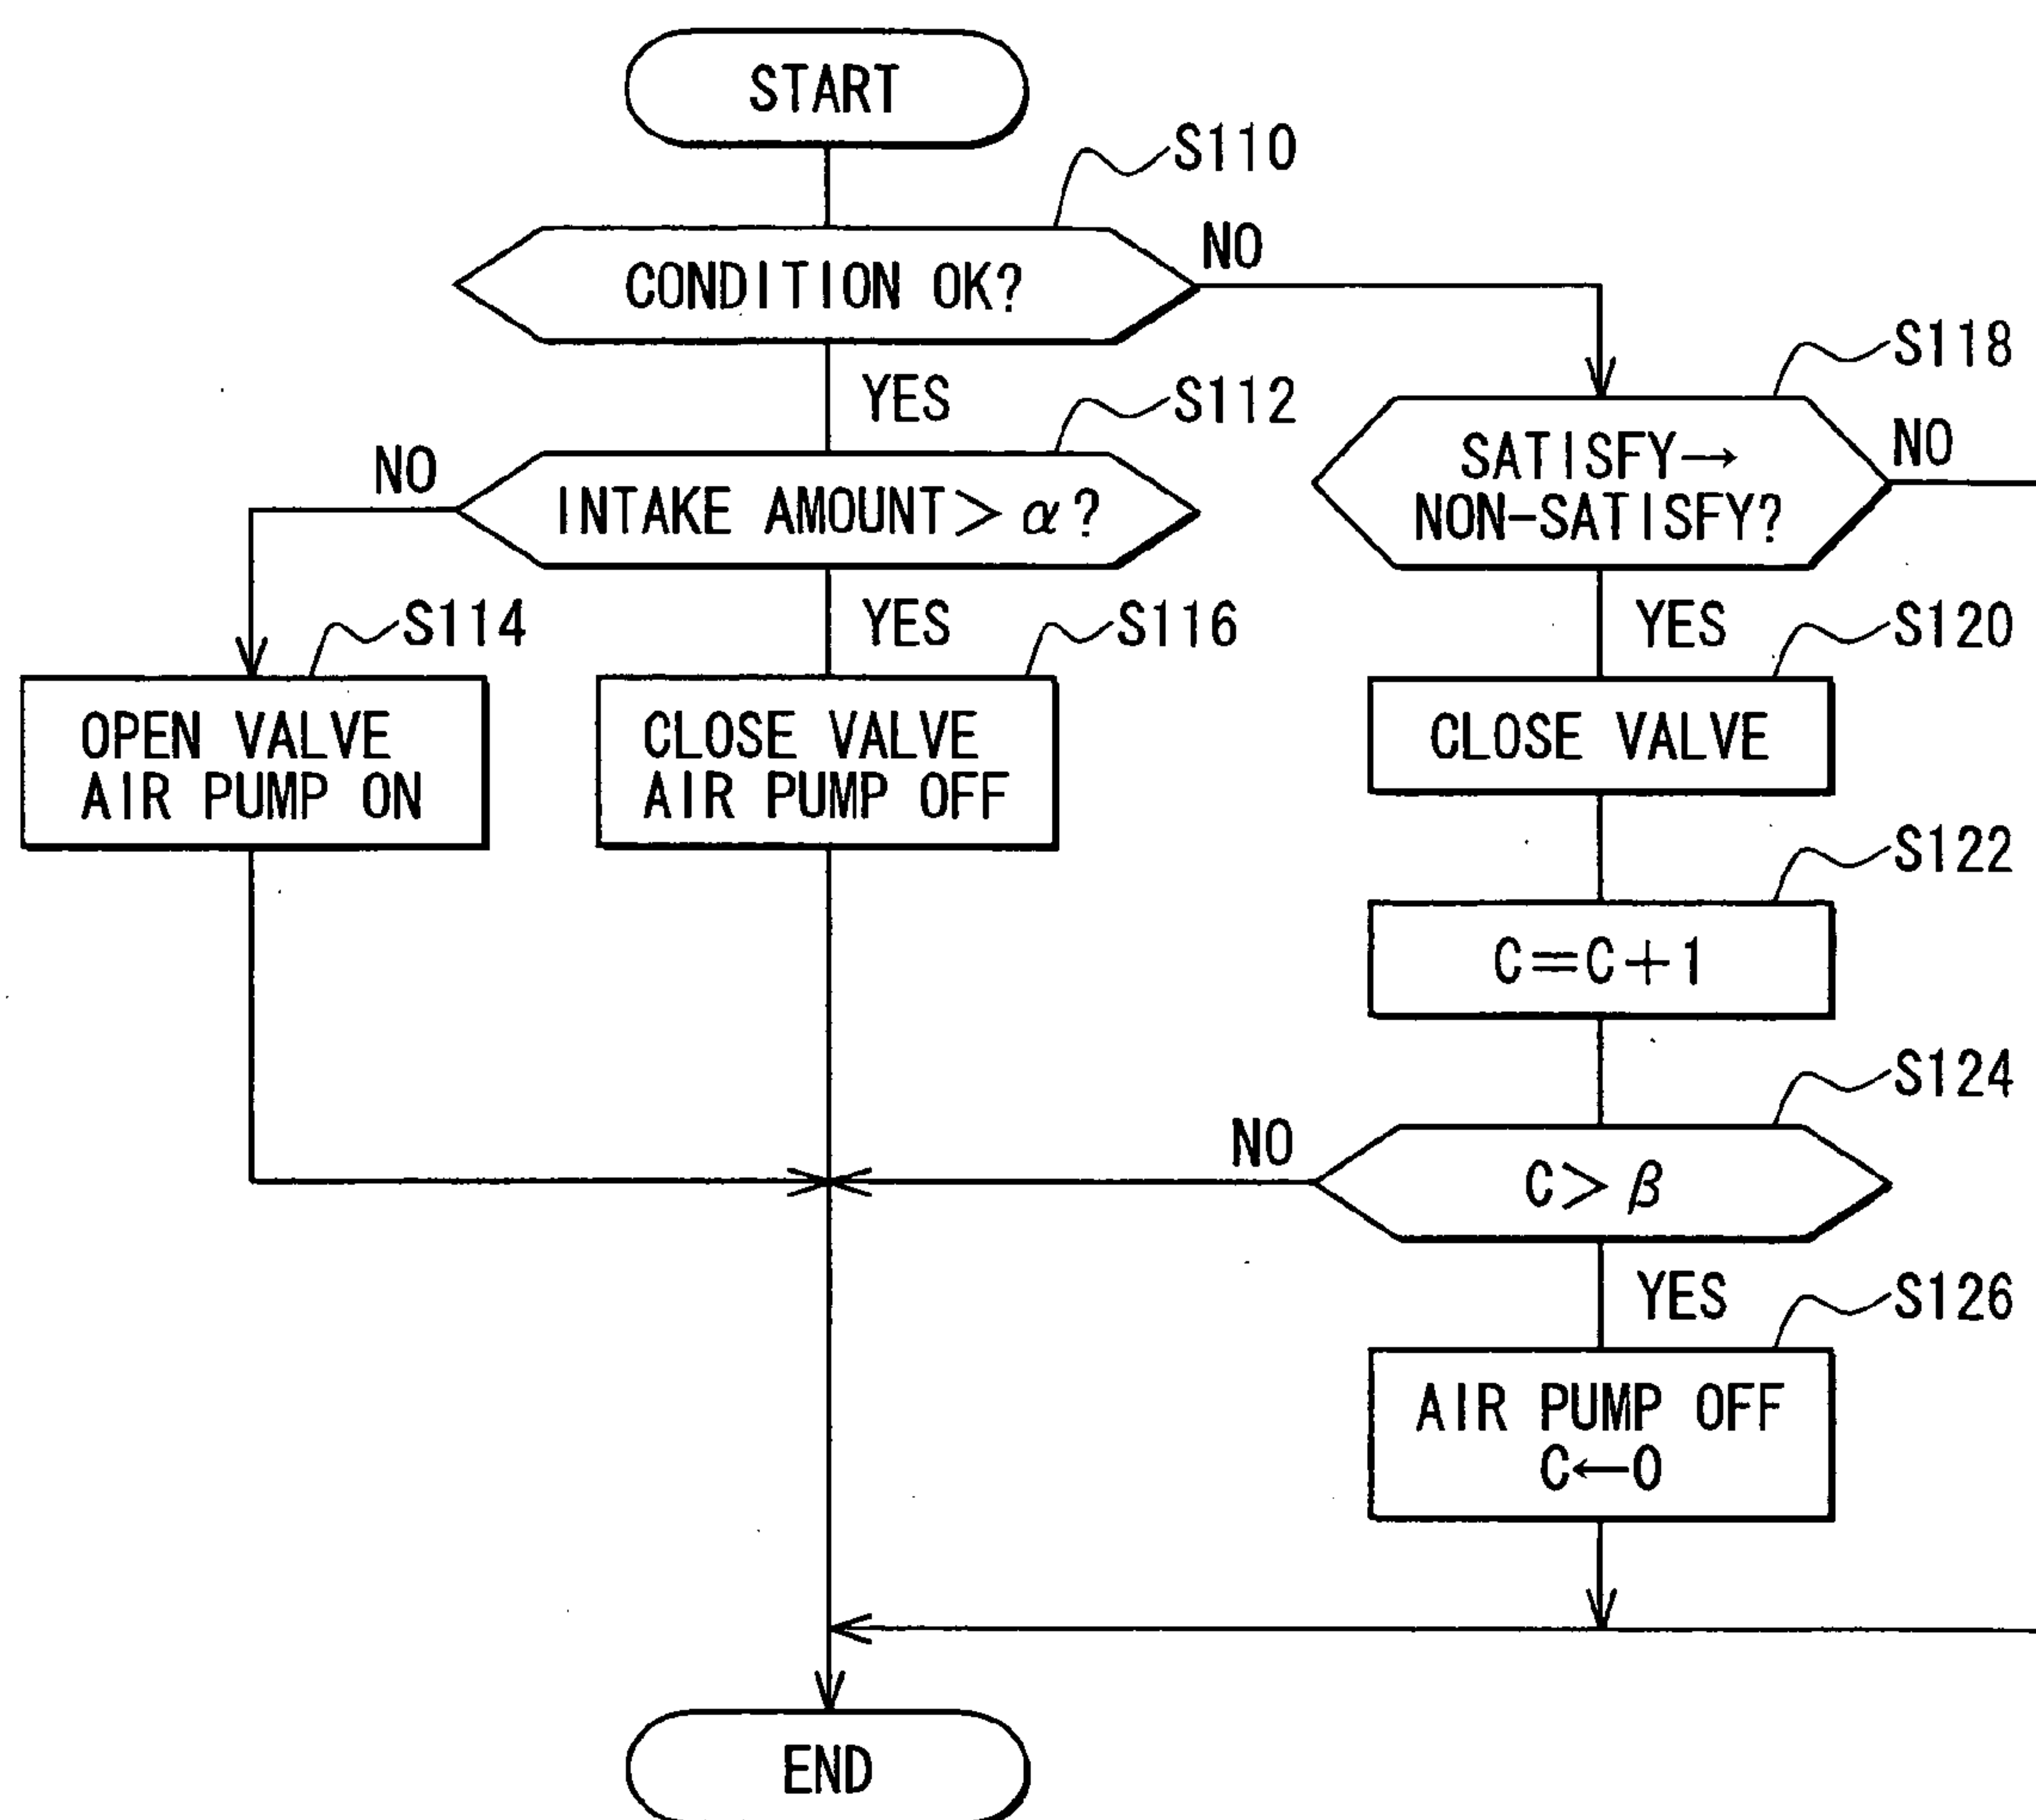 START
S110
CONDITION OK?
NO
YES
S112
INTAKE AMOUNT＞α?
NO
YES
S118
SATISFY→
NON-SATISFY?
NO
YES
S114
OPEN VALVE
AIR PUMP ON
S116
CLOSE VALVE
AIR PUMP OFF
S120
CLOSE VALVE
S122
C=C+1
S124
C＞β
NO
YES
S126
AIR PUMP OFF
C←0
END